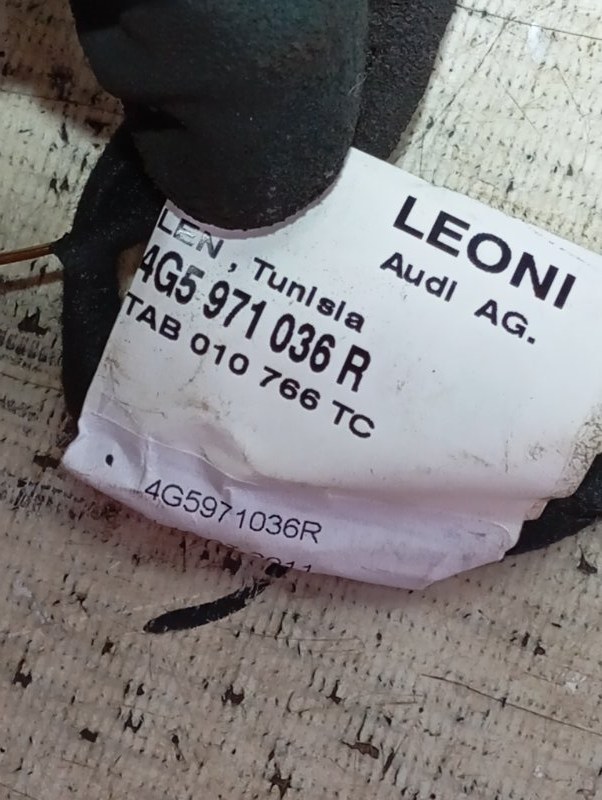 LEONI
Audi AG.
LEN, Tunisia
4G5 971 036 R
TAB 010 766 TC
4G5971036R